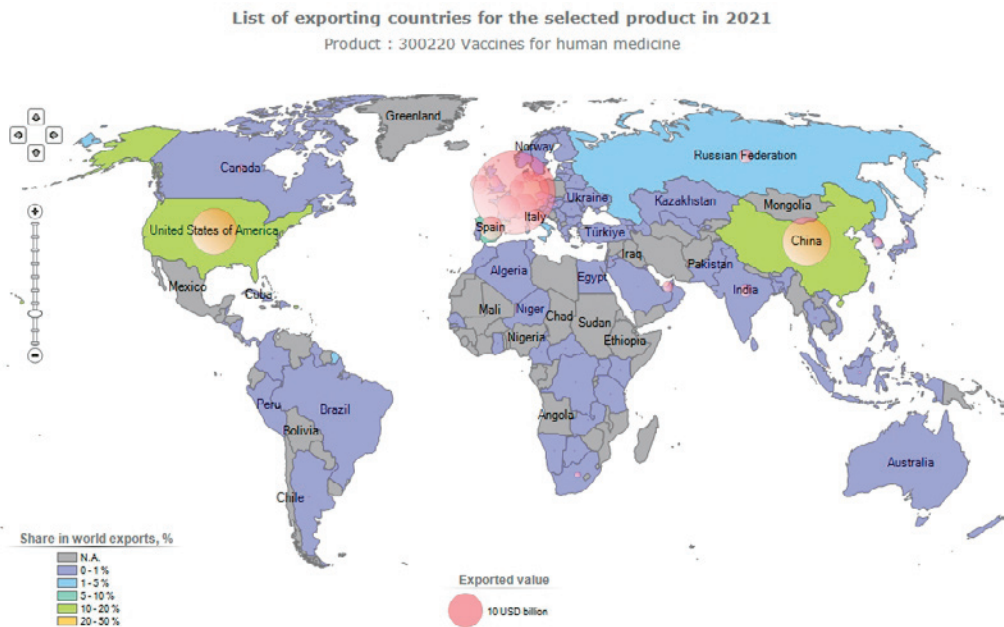 List of exporting countries for the selected product in 2021
Product : 300220 Vaccines for human medicine
Greenland
Norway
Russian Federation
Canada
Ukraine
Kazakhstan
Mongolia
Italy
United States of America
Spain
Türkiye
China
Iraq
Pakistan
Algeria
Egypt
India
Mexico
Cuba
Mali
Niger
Chad
Sudan
Nigeria
Ethiopia
Peru
Brazil
Angola
Bolivia
Australia
Chile
Share in world exports, %
N.A.
0 - 1 %
1 - 3 %
5 - 10 %
10 - 20 %
20 - 30 %
Exported value
10 USD billion